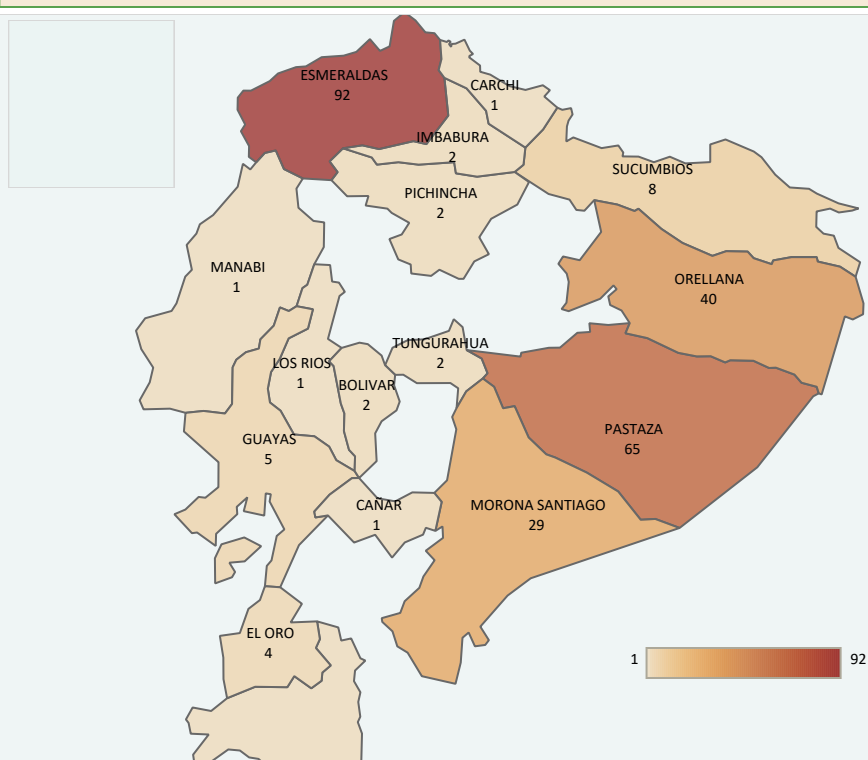 ESMERALDAS
92
CARCHI
1
IMBABURA
2
SUCUMBIOS
8
PICHINCHA
2
MANABI
1
ORELLANA
40
TUNGURAHUA
2
LOS RIOS
1
BOLIVAR
2
PASTAZA
65
GUAYAS
5
CAÑAR
1
MORONA SANTIAGO
29
EL ORO
4
1
92